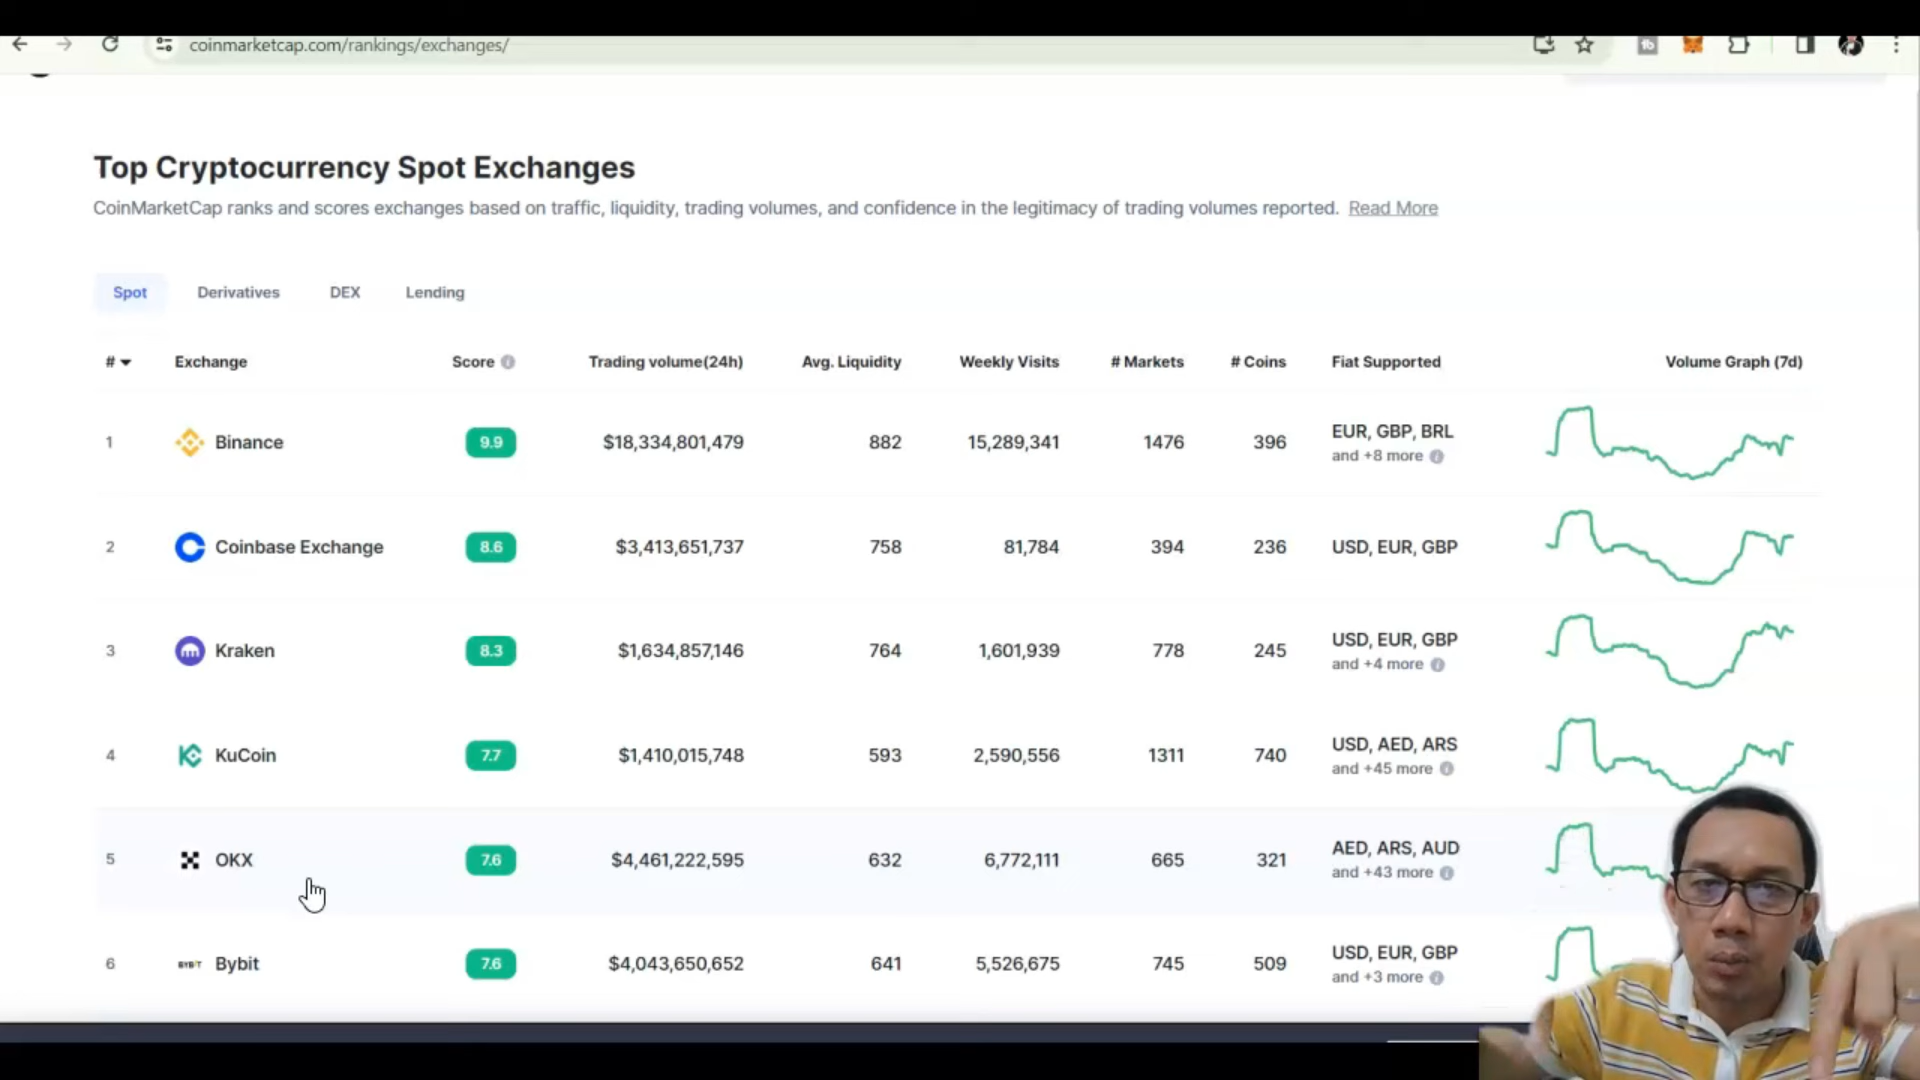 coinmarketcap.com/rankings/exchanges/
Top Cryptocurrency Spot Exchanges
CoinMarketCap ranks and scores exchanges based on traffic, liquidity, trading volumes, and confidence in the legitimacy of trading volumes reported. Read More
Spot Derivatives DEX Lending
# Exchange Score Trading volume(24h) Avg. Liquidity Weekly Visits # Markets # Coins Fiat Supported Volume Graph (7d)
1 Binance 9.9 $18,334,801,479 882 15,289,341 1476 396 EUR, GBP, BRL
and +8 more
2 Coinbase Exchange 8.6 $3,413,651,737 758 81,784 394 236 USD, EUR, GBP
3 Kraken 8.3 $1,634,857,146 764 1,601,939 778 245 USD, EUR, GBP
and +4 more
4 KuCoin 7.7 $1,410,015,748 593 2,590,556 1311 740 USD, AED, ARS
and +45 more
5 OKX 7.6 $4,461,222,595 632 6,772,111 665 321 AED, ARS, AUD
and +43 more
6 BYBIT Bybit 7.6 $4,043,650,652 641 5,526,675 745 509 USD, EUR, GBP
and +3 more